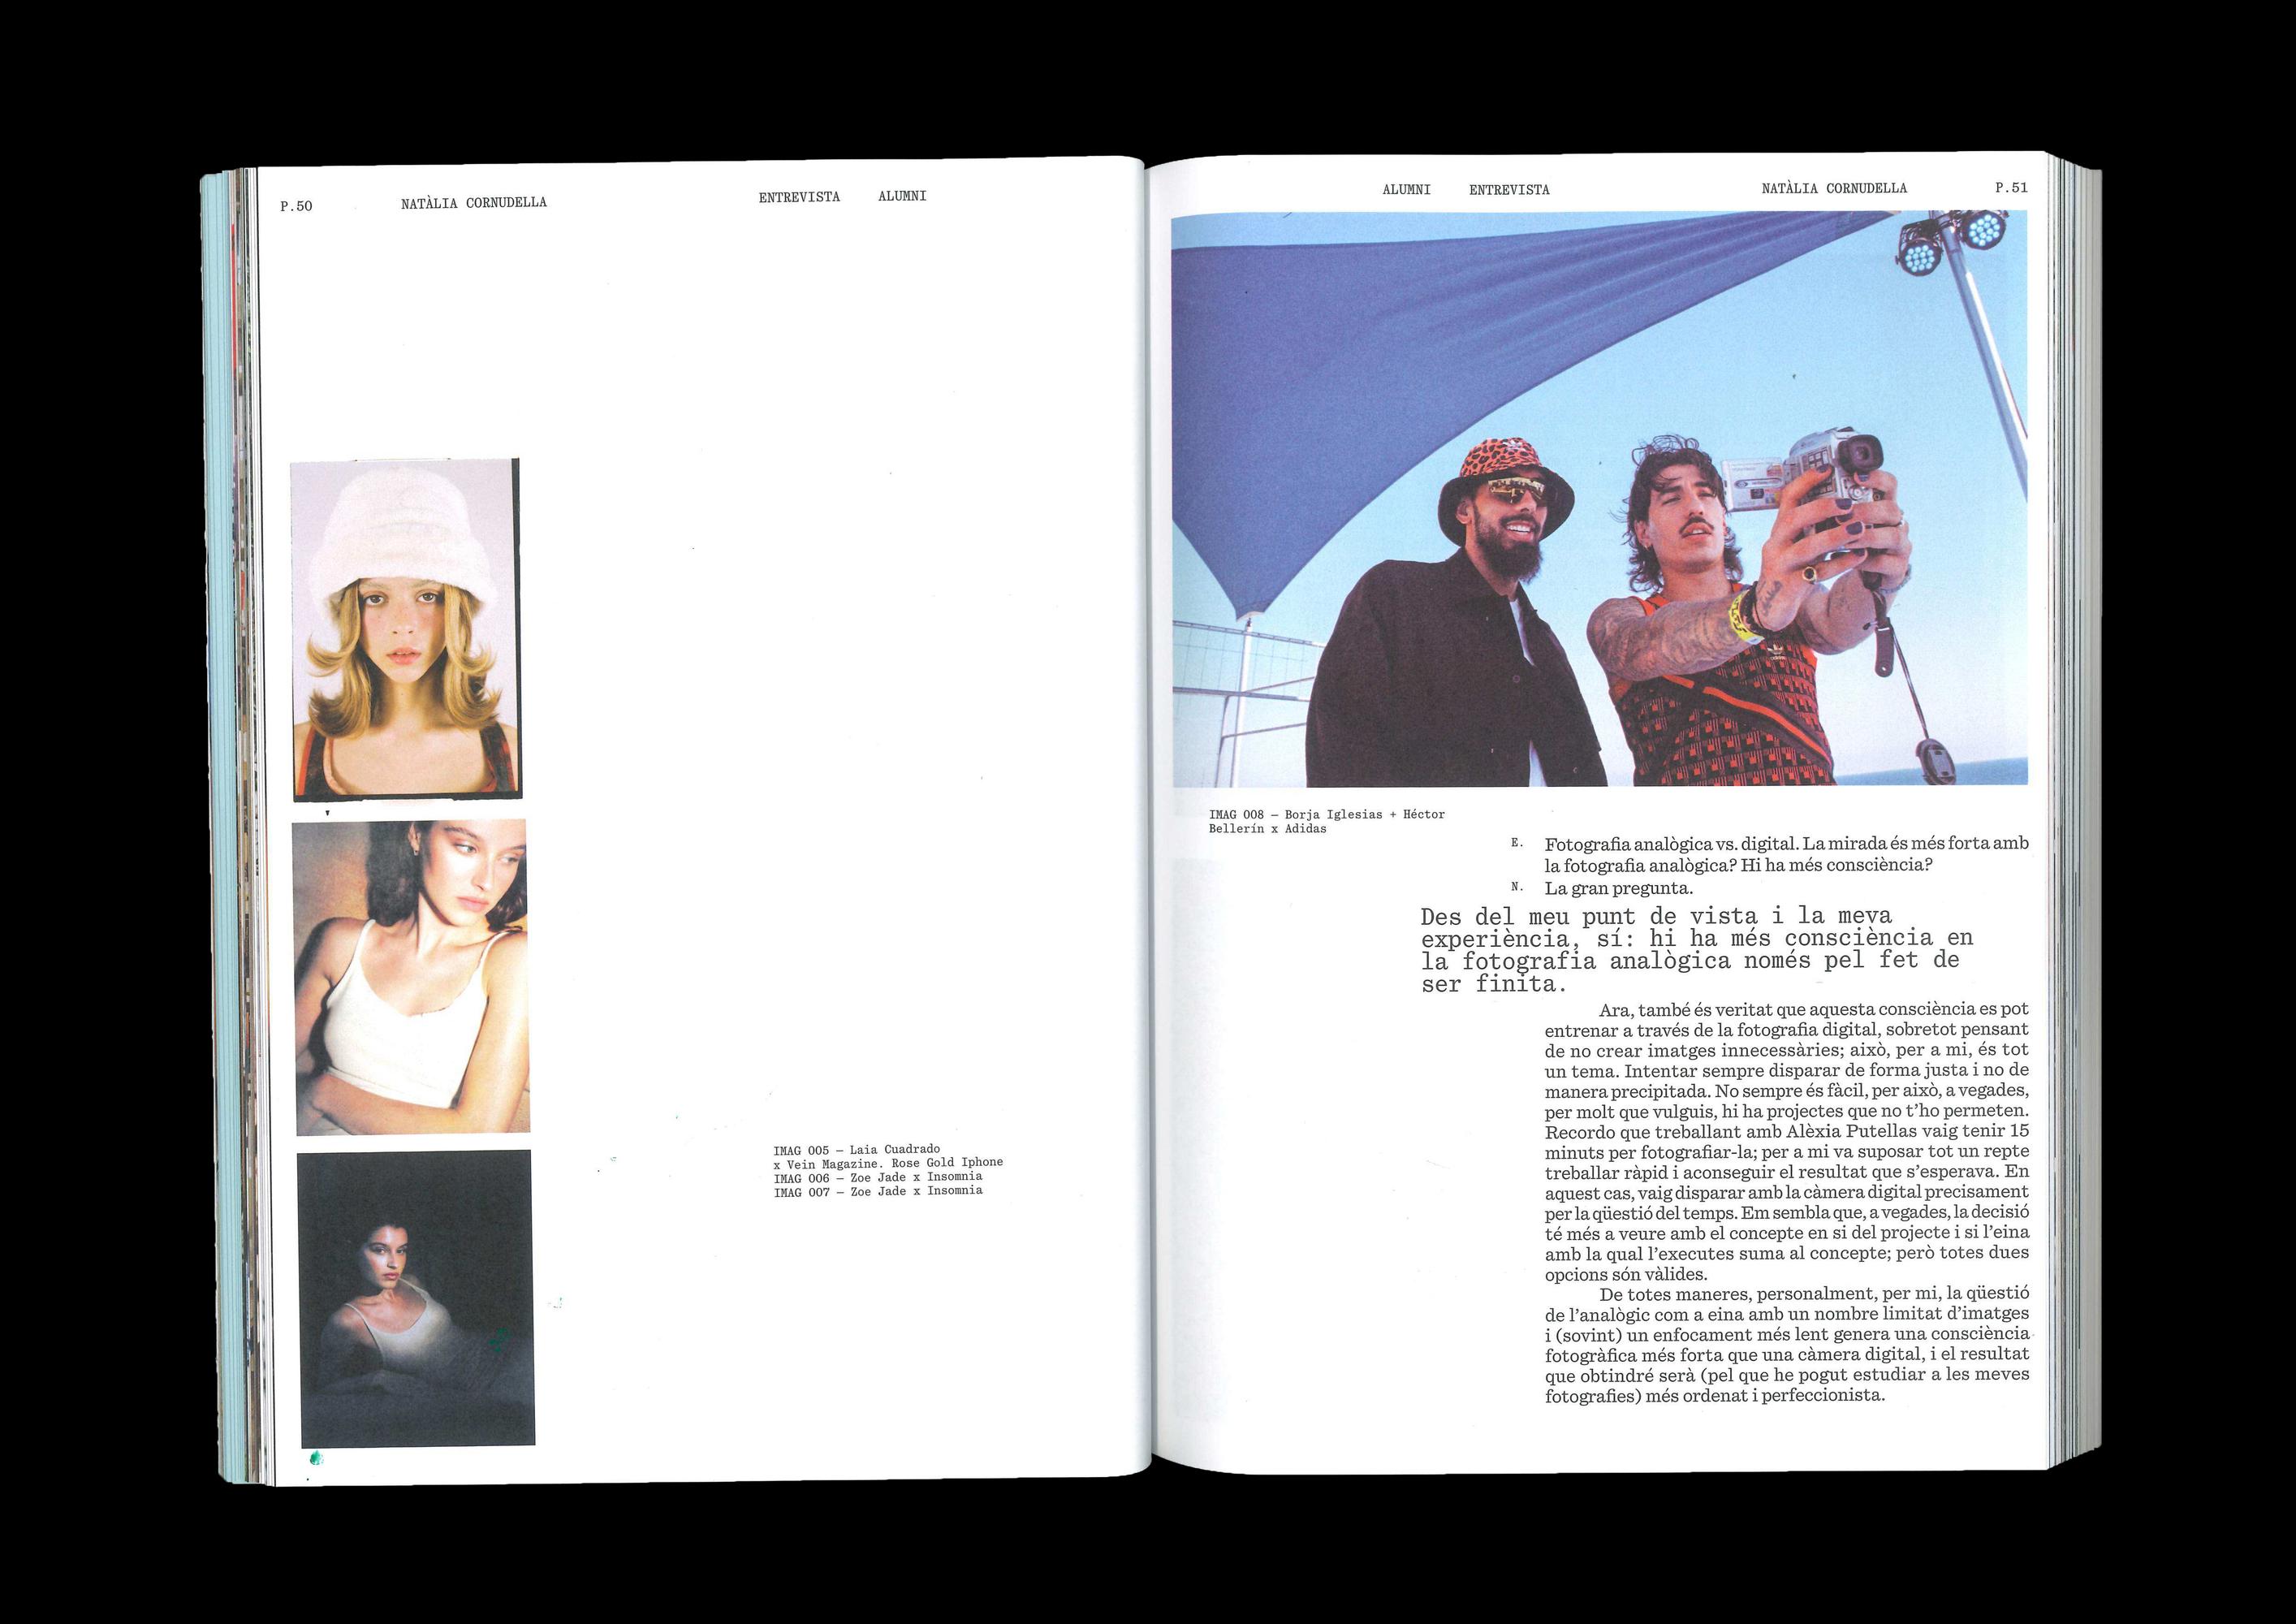 P.50 NATÀLIA CORNUDELLA ENTREVISTA ALUMNI
IMAG 005 – Laia Cuadrado
x Vein Magazine. Rose Gold Iphone
IMAG 006 – Zoe Jade x Insomnia
IMAG 007 – Zoe Jade x Insomnia
ALUMNI ENTREVISTA NATÀLIA CORNUDELLA P.51
IMAG 008 – Borja Iglesias + Héctor
Bellerín x Adidas
E. Fotografia analògica vs. digital. La mirada és més forta amb
la fotografia analògica? Hi ha més consciència?
N. La gran pregunta.
Des del meu punt de vista i la meva
experiència, sí: hi ha més consciència en
la fotografia analògica només pel fet de
ser finita.
Ara, també és veritat que aquesta consciència es pot
entrenar a través de la fotografia digital, sobretot pensant
de no crear imatges innecessàries; això, per a mi, és tot
un tema. Intentar sempre disparar de forma justa i no de
manera precipitada. No sempre és fàcil, per això, a vegades,
per molt que vulguis, hi ha projectes que no t’ho permeten.
Recordo que treballant amb Alèxia Putellas vaig tenir 15
minuts per fotografiar-la; per a mi va suposar tot un repte
treballar ràpid i aconseguir el resultat que s’esperava. En
aquest cas, vaig disparar amb la càmera digital precisament
per la qüestió del temps. Em sembla que, a vegades, la decisió
té més a veure amb el concepte en si del projecte i si l’eina
amb la qual l’executes suma al concepte; però totes dues
opcions són vàlides.
De totes maneres, personalment, per mi, la qüestió
de l’analògic com a eina amb un nombre limitat d’imatges
i (sovint) un enfocament més lent genera una consciència
fotogràfica més forta que una càmera digital, i el resultat
que obtindré serà (pel que he pogut estudiar a les meves
fotografies) més ordenat i perfeccionista.